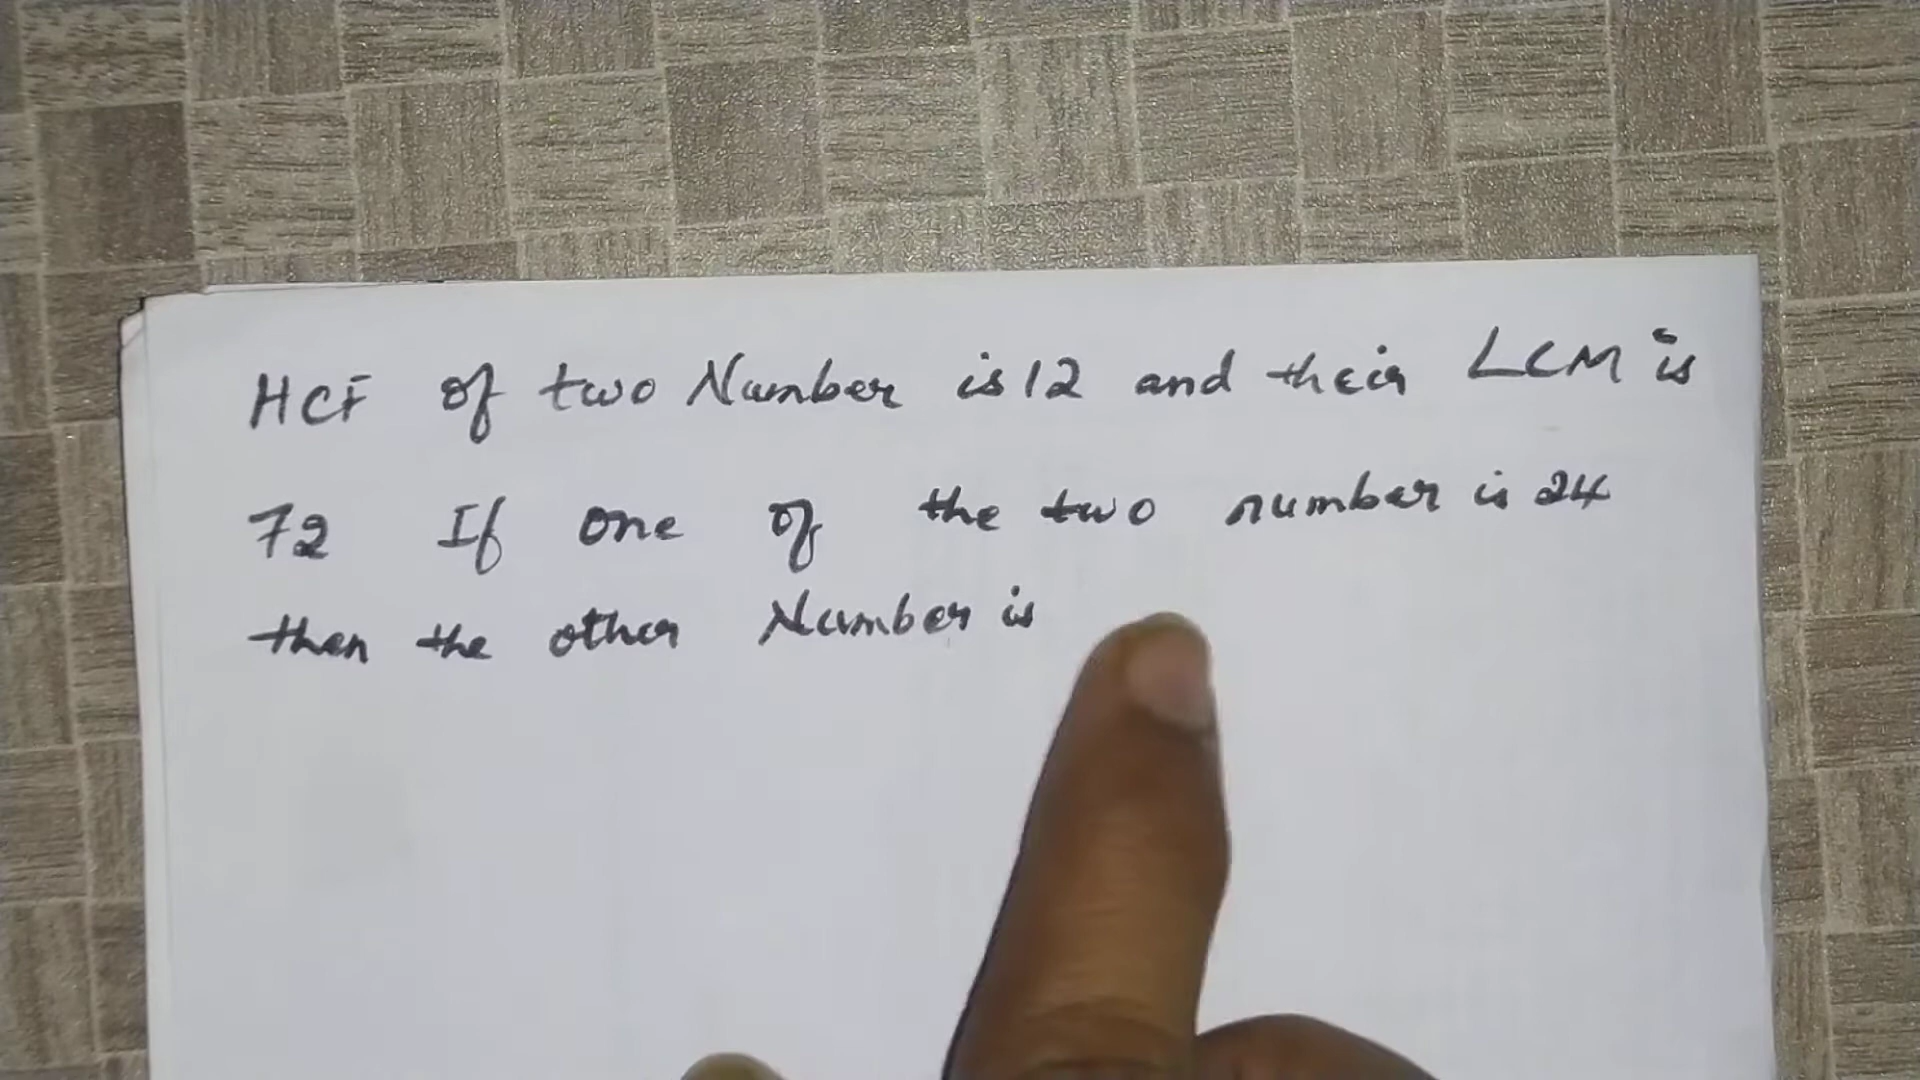 HCF of two Number is 12 and their LCM is
72 If one of the two number is 24
then the other Number is